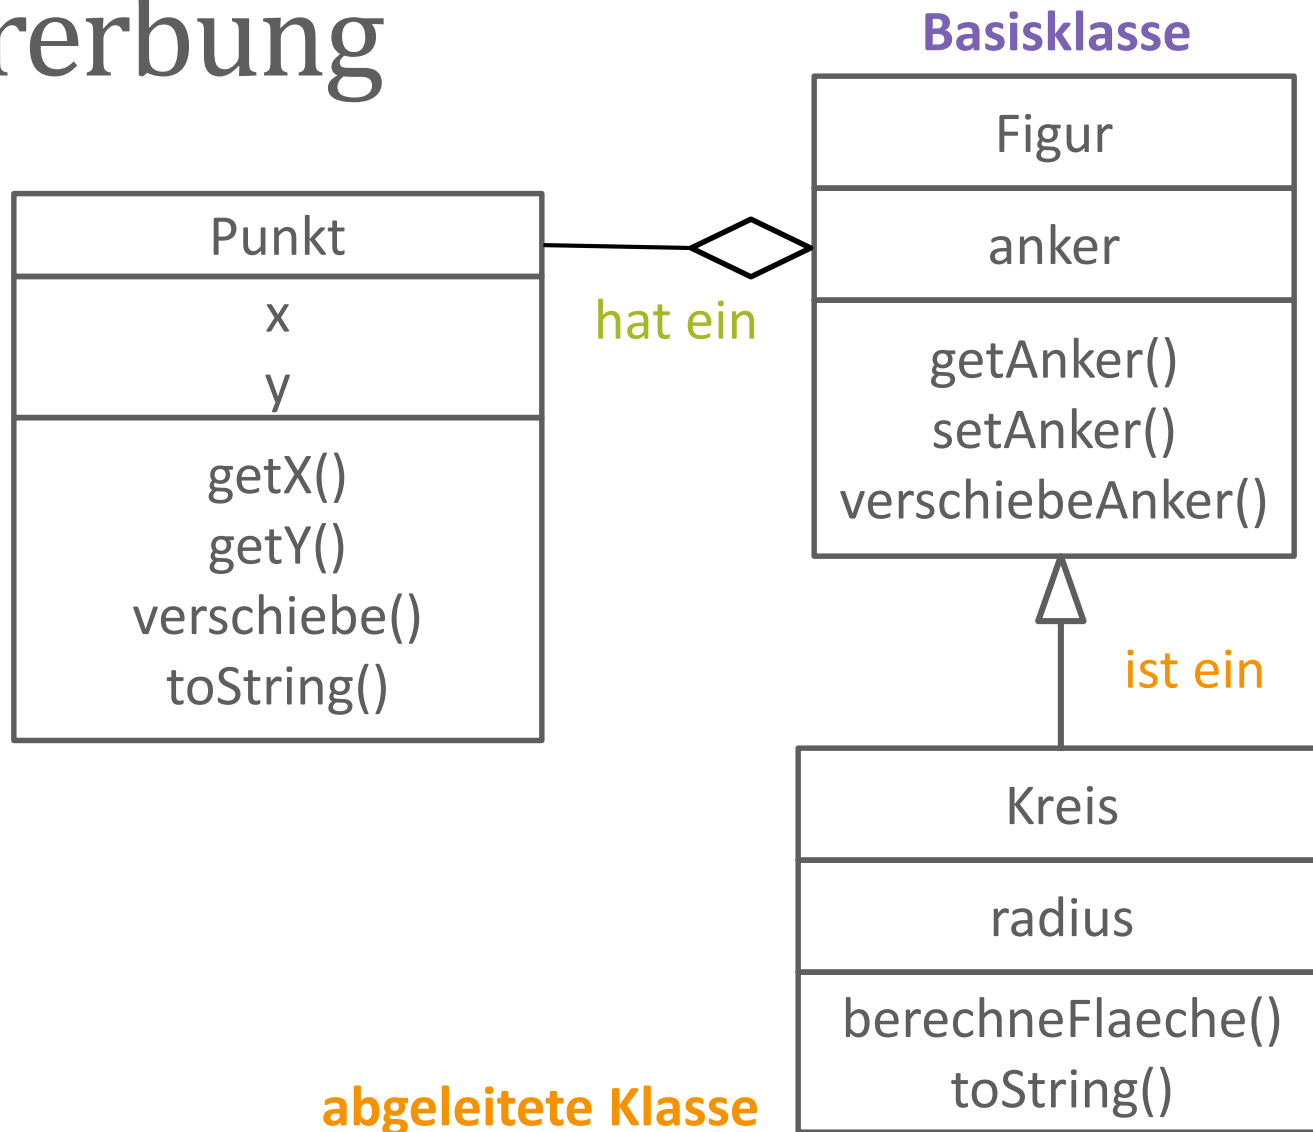 rerbung
Basisklasse
Figur
anker
getAnker()
setAnker()
verschiebeAnker()
Punkt
x
y
getX()
getY()
verschiebe()
toString()
hat ein
ist ein
Kreis
radius
berechneFlaeche()
toString()
abgeleitete Klasse